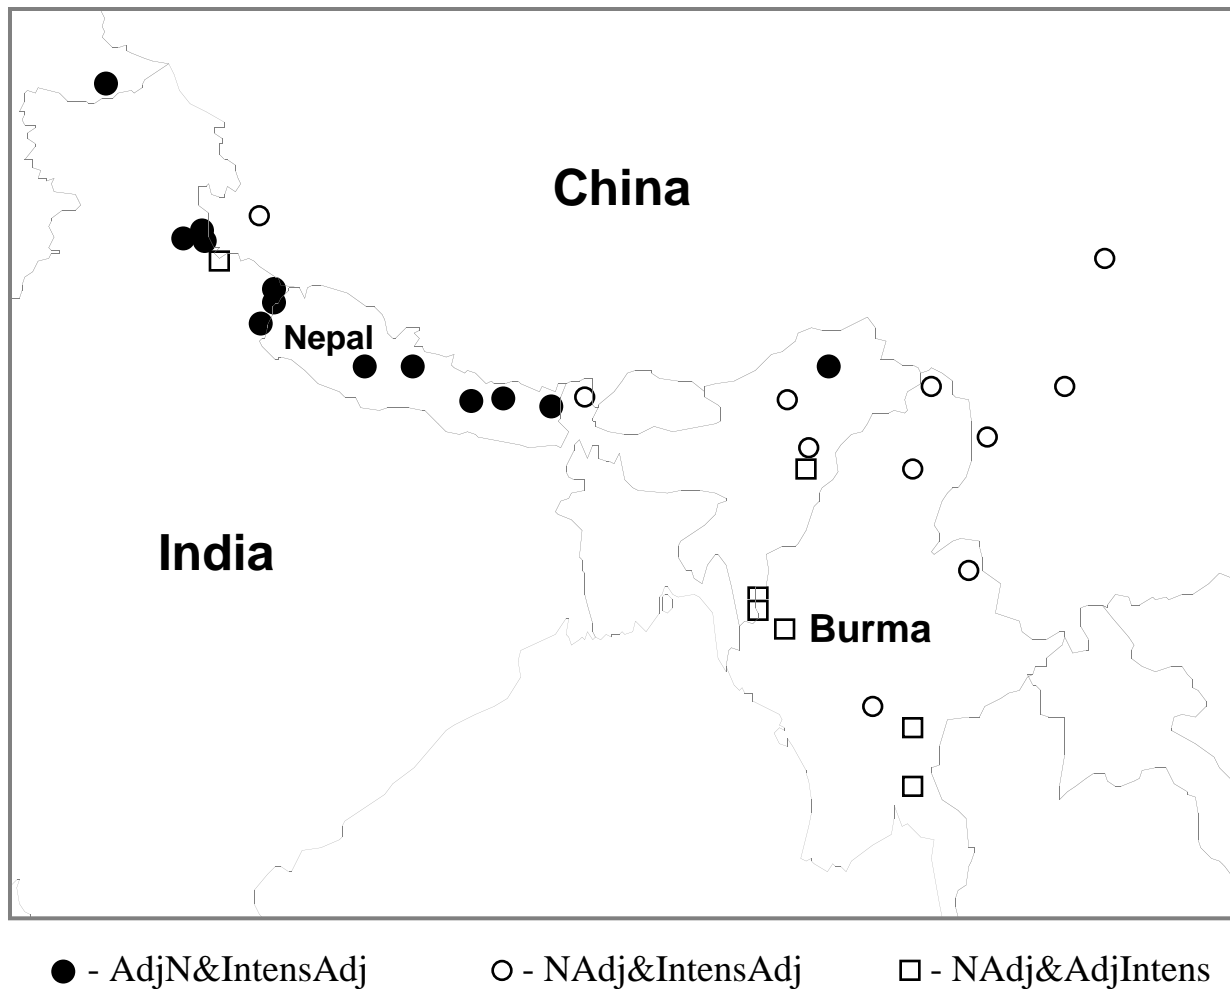 China
Nepal
India
Burma
● - AdjN&IntensAdj ○ - NAdj&IntensAdj □ - NAdj&AdjIntens